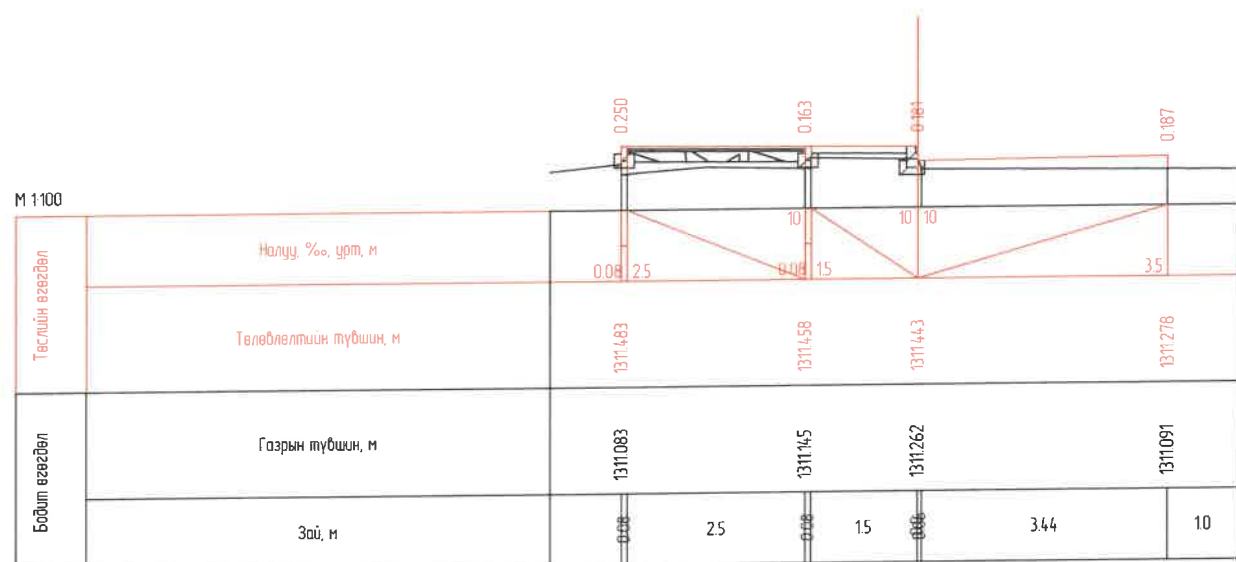 0.250 0.163 0.181 0.187
М 1:100
Төслийн өгөгдөл
Налуу, ‰, урт, м
10 10 10
0.08 2.5 0.08 1.5 3.5
Төлөвлөлтийн түвшин, м
1311.483 1311.458 1311.443 1311.278
Бодит өгөгдөл
Газрын түвшин, м
1311.083 1311.145 1311.262 1311.091
Зай, м
0.08 2.5 0.08 1.5 3.44 1.0